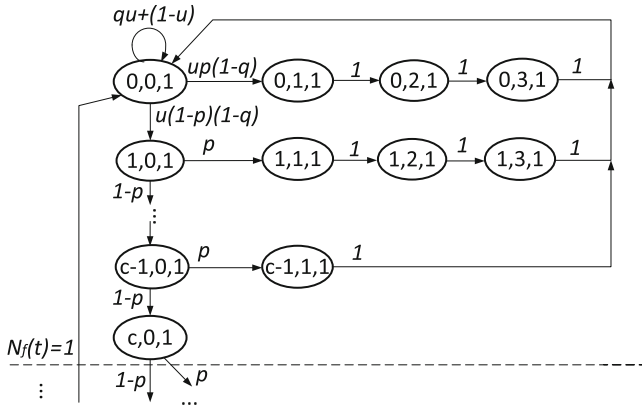 qu+(1-u)
0,0,1 up(1-q) 0,1,1 1 0,2,1 1 0,3,1 1
u(1-p)(1-q)
1,0,1 p 1,1,1 1 1,2,1 1 1,3,1 1
1-p
...
c-1,0,1 p c-1,1,1 1
1-p
c,0,1
Nf(t)=1
1-p p
... ...